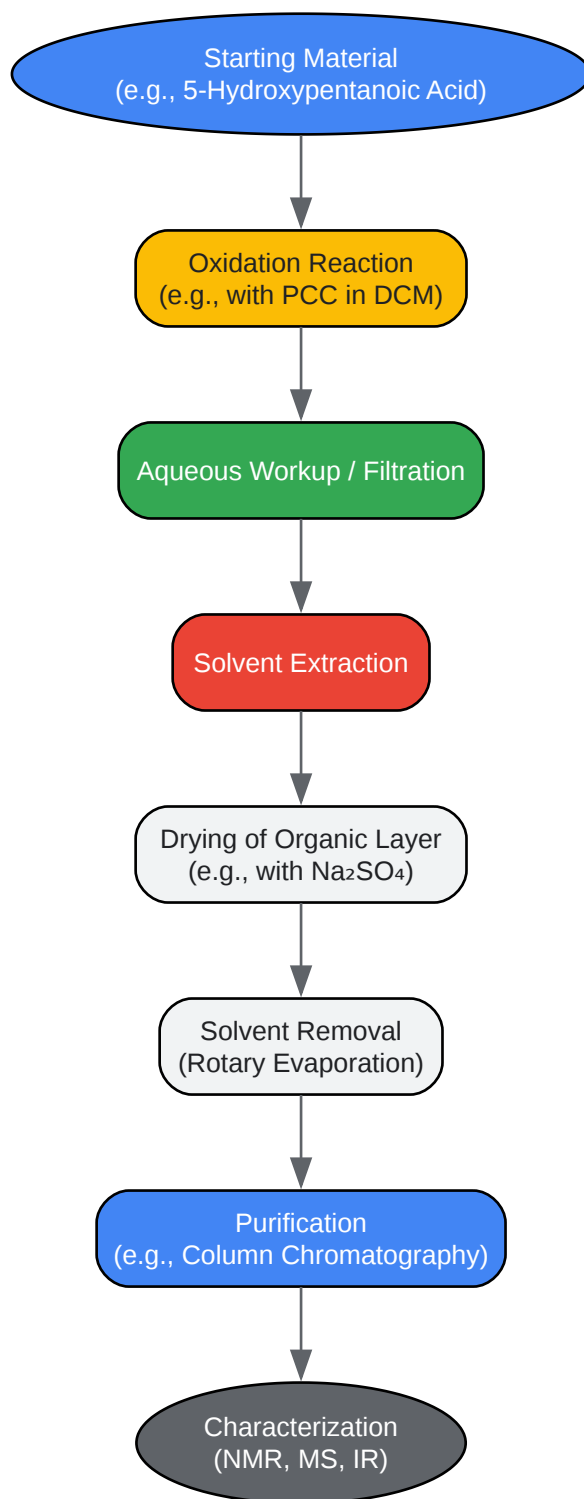 Starting Material
(e.g., 5-Hydroxypentanoic Acid)
Oxidation Reaction
(e.g., with PCC in DCM)
Aqueous Workup / Filtration
Solvent Extraction
Drying of Organic Layer
(e.g., with Na₂SO₄)
Solvent Removal
(Rotary Evaporation)
Purification
(e.g., Column Chromatography)
Characterization
(NMR, MS, IR)